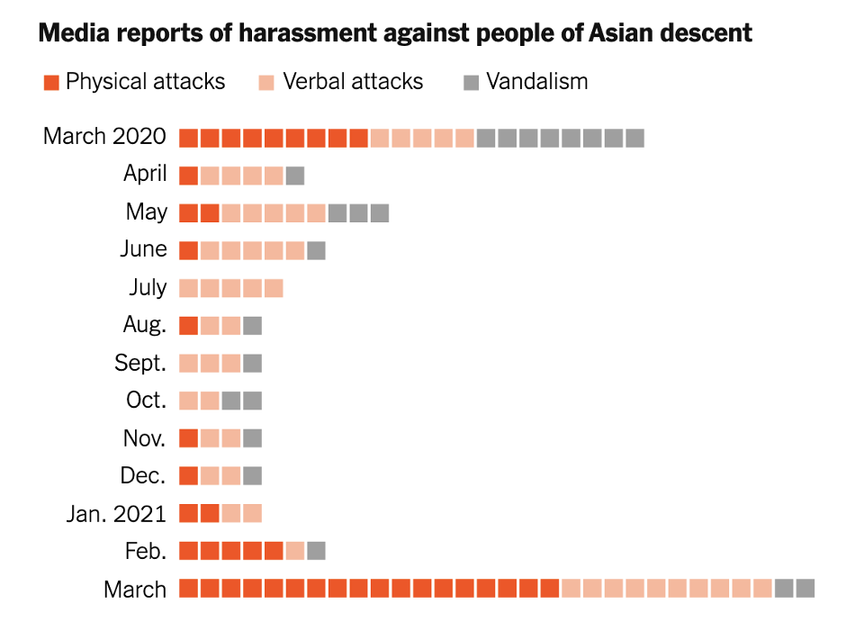 Media reports of harassment against people of Asian descent
Physical attacks Verbal attacks Vandalism
March 2020
April
May
June
July
Aug.
Sept.
Oct.
Nov.
Dec.
Jan. 2021
Feb.
March